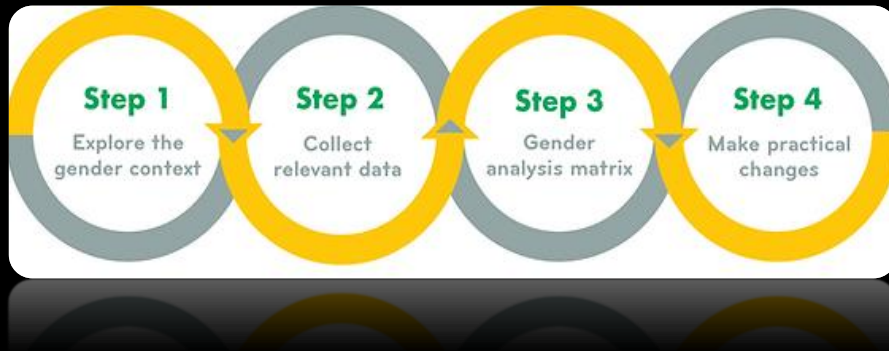 Step 1
Explore the
gender context
Step 2
Collect
relevant data
Step 3
Gender
analysis matrix
Step 4
Make practical
changes